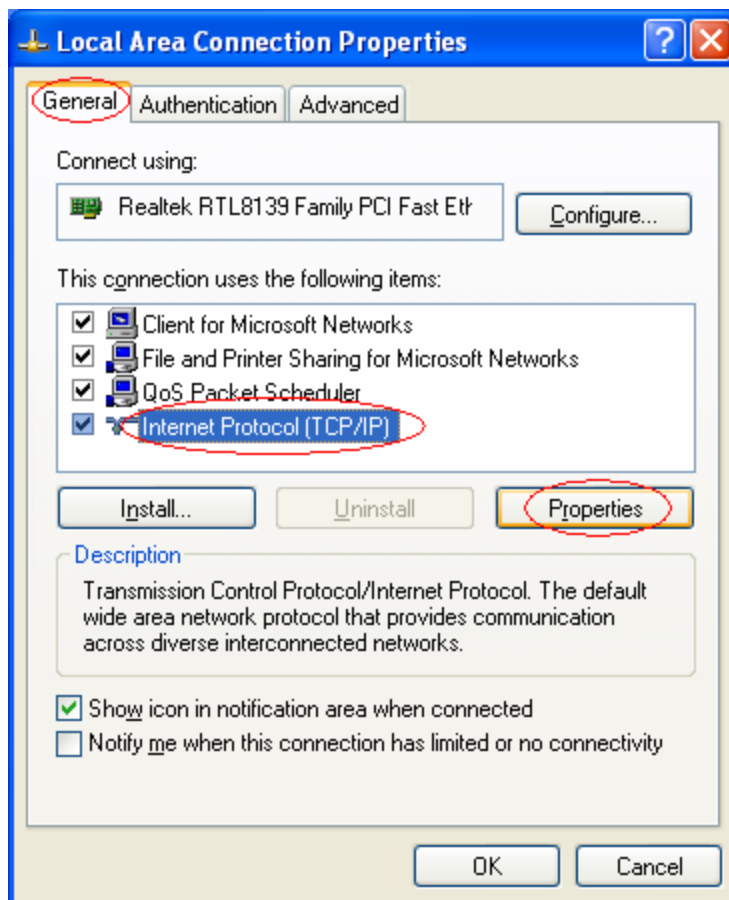 Local Area Connection Properties
General
Authentication
Advanced
Connect using:
Realtek RTL8139 Family PCI Fast Eth
Configure...
This connection uses the following items:
Client for Microsoft Networks
File and Printer Sharing for Microsoft Networks
QoS Packet Scheduler
Internet Protocol (TCP/IP)
Install...
Uninstall
Properties
Description
Transmission Control Protocol/Internet Protocol. The default
wide area network protocol that provides communication
across diverse interconnected networks.
Show icon in notification area when connected
Notify me when this connection has limited or no connectivity
OK
Cancel